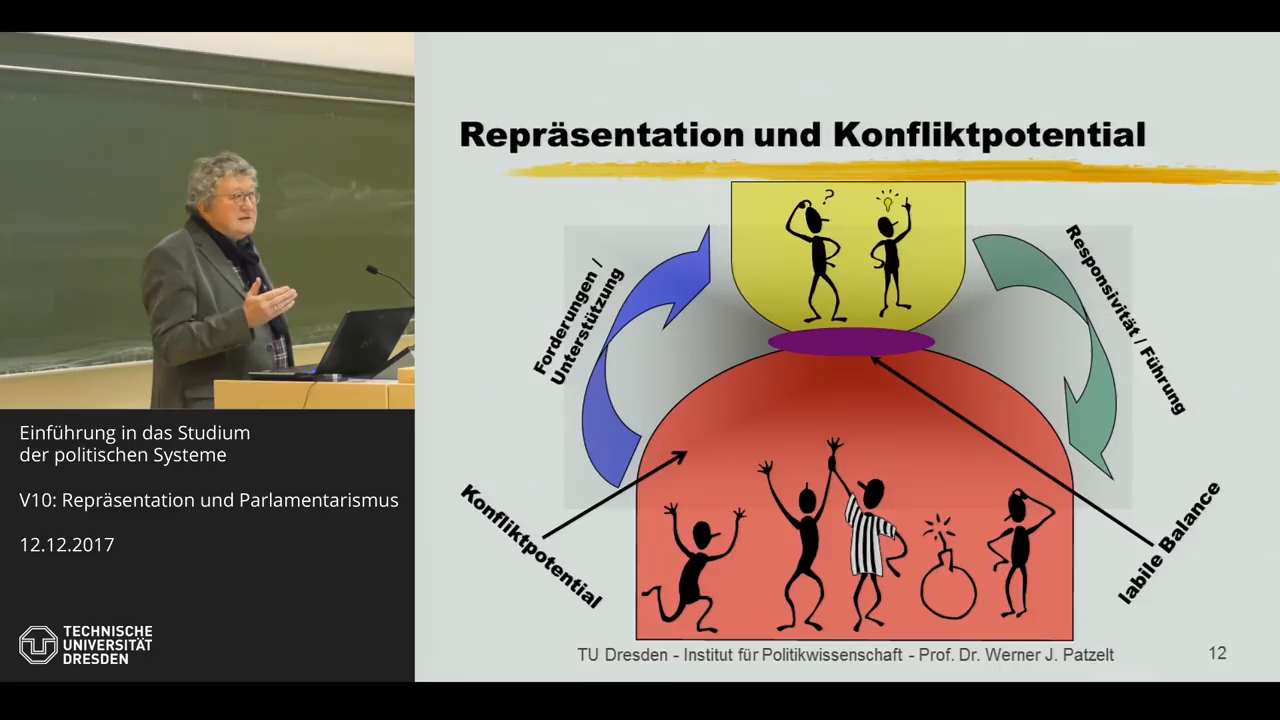 Repräsentation und Konfliktpotential
?
Forderungen /
Unterstützung
Responsivität / Führung
Konfliktpotential
labile Balance
TU Dresden - Institut für Politikwissenschaft - Prof. Dr. Werner J. Patzelt
12
Einführung in das Studium
der politischen Systeme
V10: Repräsentation und Parlamentarismus
12.12.2017
TECHNISCHE
UNIVERSITÄT
DRESDEN